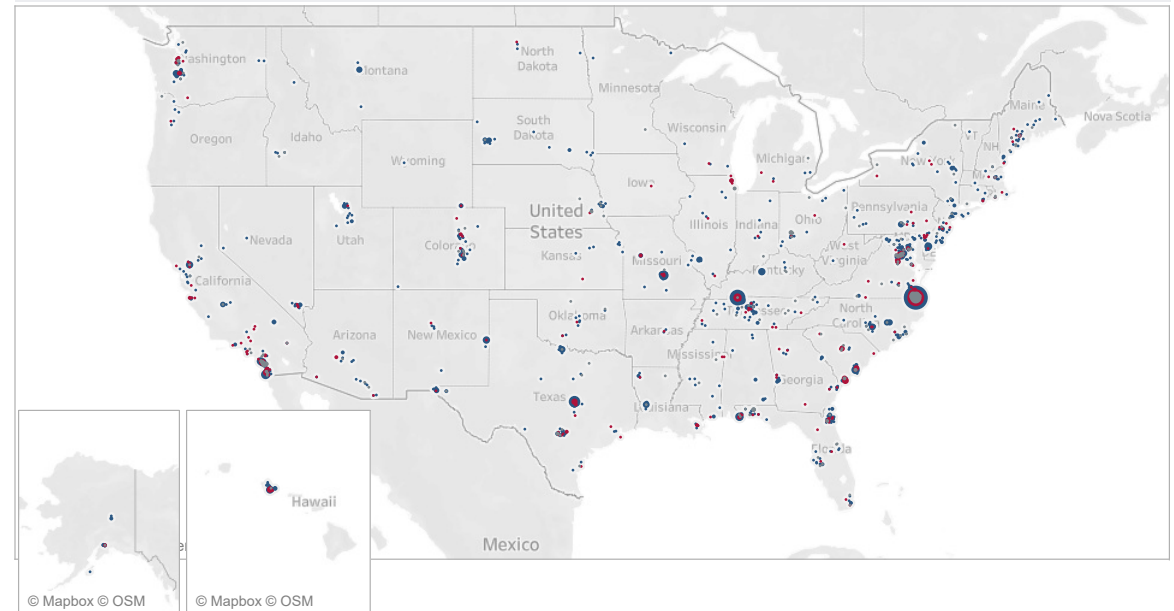 North
Dakota
Montana
Minnesota
Maine
Nova Scotia
Oregon
Idaho
South
Dakota
Wisconsin
VT
NH
Wyoming
Michigan
New York
Iowa
Pennsylvania
United
States
Nevada
Utah
Colorado
Kansas
Missouri
Illinois
Indiana
Ohio
West
Virginia
Kentucky
California
Arizona
New Mexico
Oklahoma
Arkansas
Tennessee
North
Carolina
Mississippi
Georgia
Texas
Louisiana
Florida
Hawaii
Mexico
© Mapbox © OSM
© Mapbox © OSM